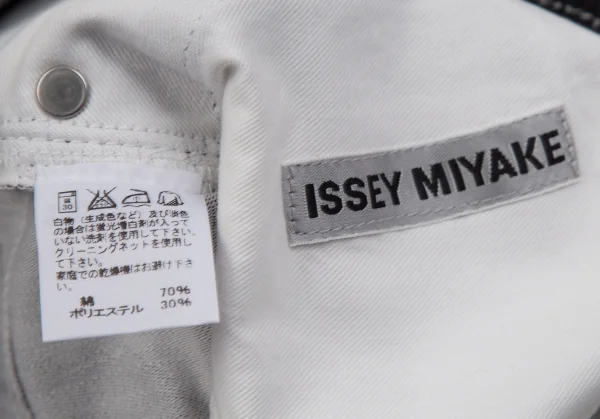 ISSEY MIYAKE
30
白物（生成色など）及び淡色
の場合は蛍光増白剤が入って
いない洗剤を使用して下さい。
クリーニングネットを使用し
て下さい。
家庭での乾燥機はお避け下さ
い。
綿 70%
ポリエステル 30%